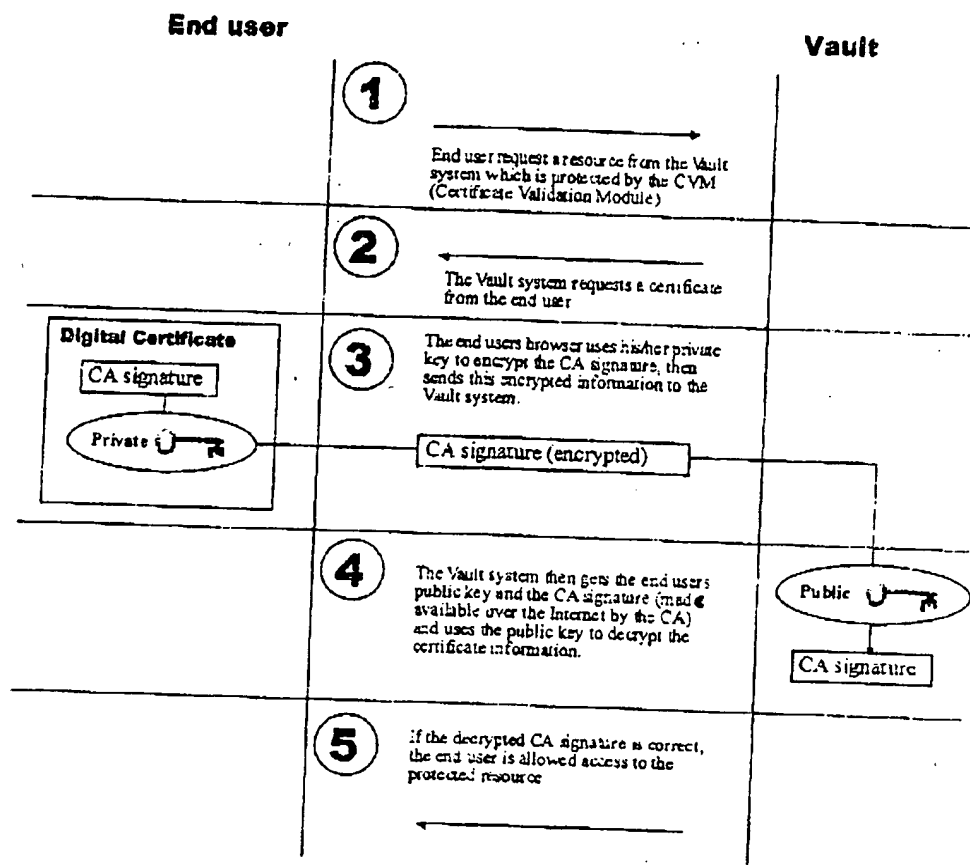 End user
Vault
1
End user request a resource from the Vault
system which is protected by the CVM
(Certificate Validation Module)
2
The Vault system requests a certificate
from the end user
Digital Certificate
CA signature
Private
3
The end users browser uses his/her private
key to encrypt the CA signature, then
sends this encrypted information to the
Vault system.
CA signature (encrypted)
4
The Vault system then gets the end users
public key and the CA signature (made
available over the Internet by the CA)
and uses the public key to decrypt the
certificate information.
Public
CA signature
5
If the decrypted CA signature is correct,
the end user is allowed access to the
protected resource